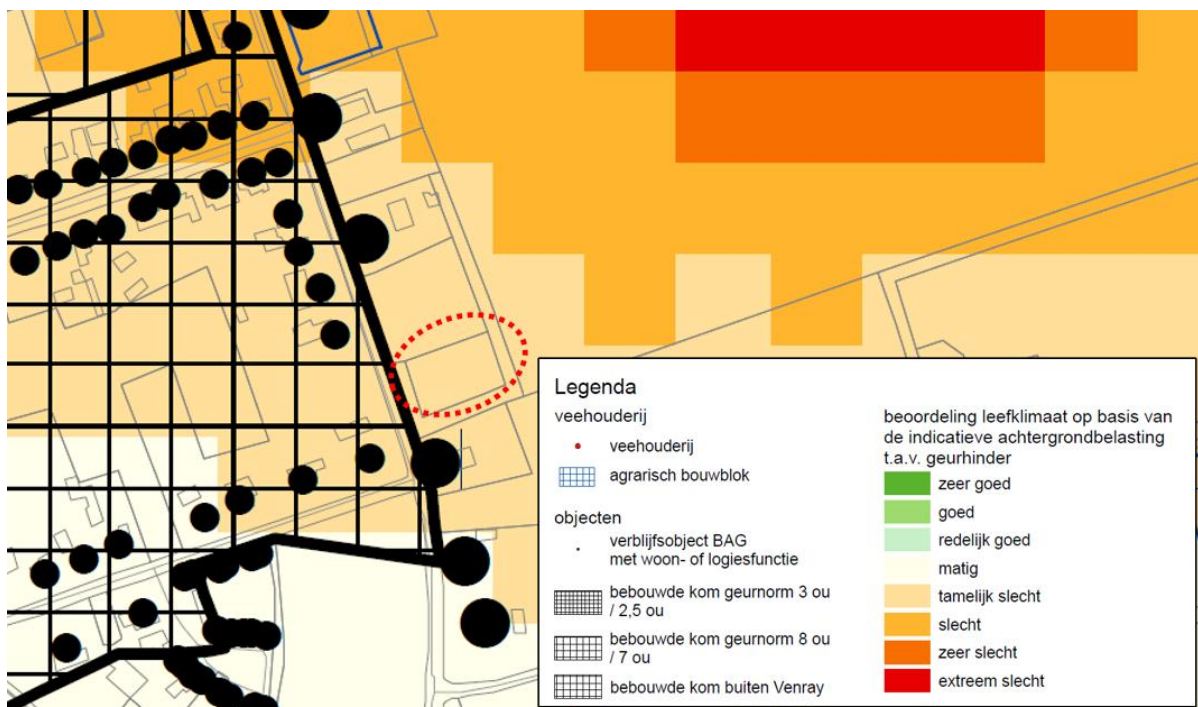 Legenda
veehouderij
veehouderij
agrarisch bouwblok
objecten
verblijfsobject BAG
met woon- of logiesfunctie
bebouwde kom geurnorm 3 ou
/ 2,5 ou
bebouwde kom geurnorm 8 ou
/ 7 ou
bebouwde kom buiten Venray
beoordeling leefklimaat op basis van
de indicatieve achtergrondbelasting
t.a.v. geurhinder
zeer goed
goed
redelijk goed
matig
tamelijk slecht
slecht
zeer slecht
extreem slecht